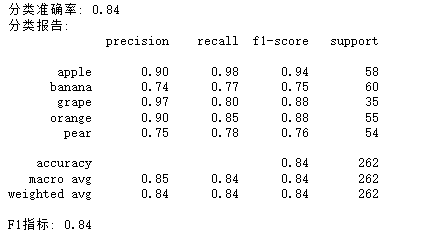 分类准确率: 0.84
分类报告:
precision recall f1-score support
apple 0.90 0.98 0.94 58
banana 0.74 0.77 0.75 60
grape 0.97 0.80 0.88 35
orange 0.90 0.85 0.88 55
pear 0.75 0.78 0.76 54
accuracy 0.84 262
macro avg 0.85 0.84 0.84 262
weighted avg 0.84 0.84 0.84 262
F1指标: 0.84